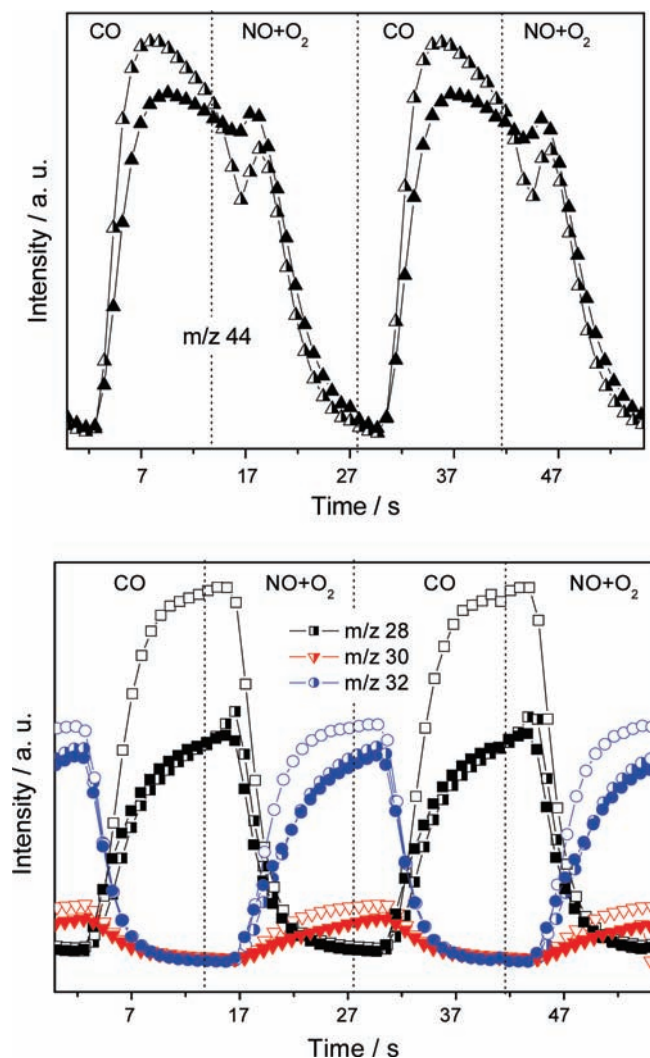 CO NO+O₂ CO NO+O₂
Intensity / a. u.
m/z 44
7 17 27 37 47
Time / s
CO NO+O₂ CO NO+O₂
m/z 28
m/z 30
m/z 32
Intensity / a. u.
7 17 27 37 47
Time / s